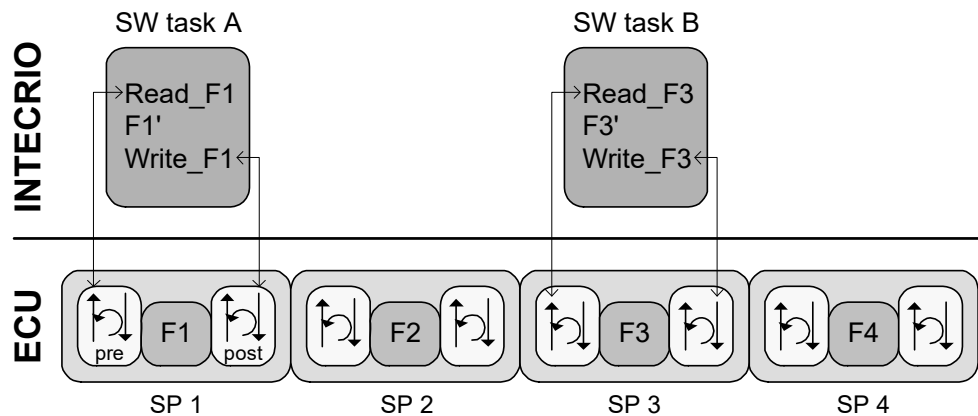 SW task A
SW task B
INTECRIO
Read_F1
F1'
Write_F1
Read_F3
F3'
Write_F3
ECU
pre
F1
post
F2
F3
F4
SP 1
SP 2
SP 3
SP 4